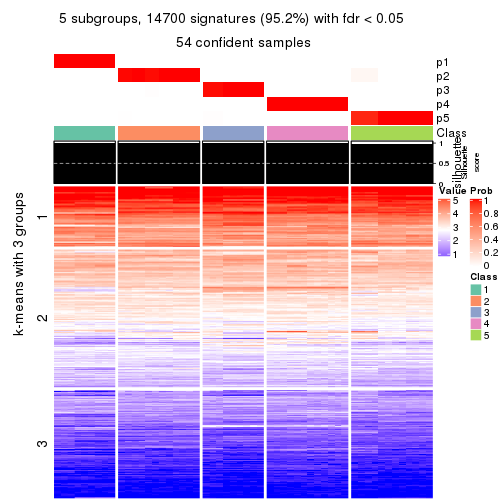 5 subgroups, 14700 signatures (95.2%) with fdr < 0.05
54 confident samples
p1
p2
p3
p4
p5
Class
1
0.5
0
silhouette
Silhouette
score
k-means with 3 groups
1
2
3
Value
5
4
3
2
1
Prob
1
0.8
0.6
0.4
0.2
0
Class
1
2
3
4
5